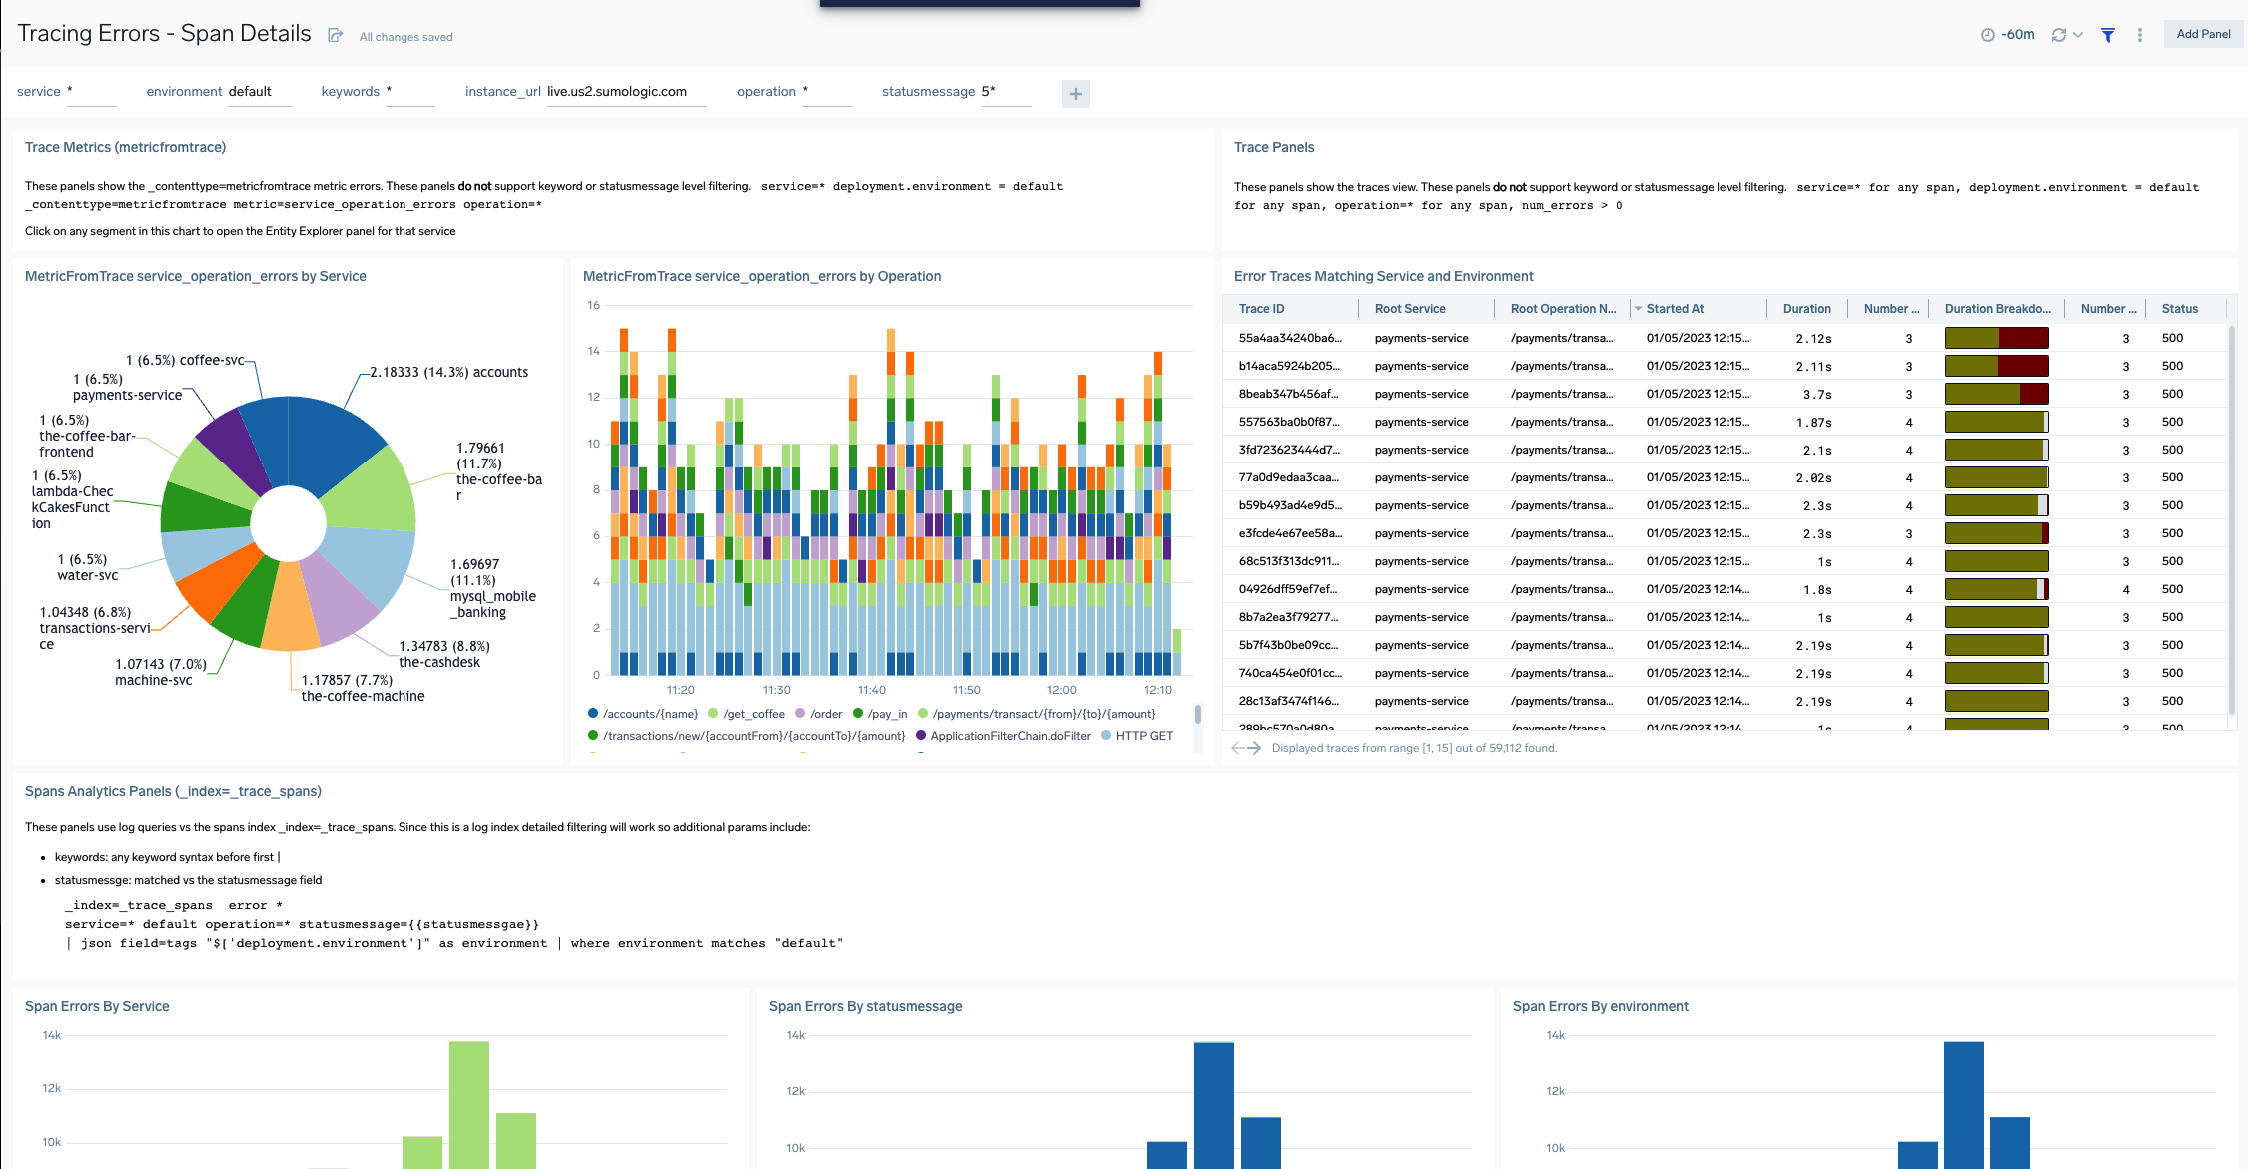 Tracing Errors - Span Details
All changes saved
-60m
Add Panel
service *
environment default
keywords *
instance_url live.us2.sumologic.com
operation *
statusmessage 5*
+
Trace Metrics (metricfromtrace)
These panels show the _contenttype=metricfromtrace metric errors. These panels do not support keyword or statusmessage level filtering. service=* deployment.environment = default
_contenttype=metricfromtrace metric=service_operation_errors operation=*
Click on any segment in this chart to open the Entity Explorer panel for that service
Trace Panels
These panels show the traces view. These panels do not support keyword or statusmessage level filtering. service=* for any span, deployment.environment = default
for any span, operation=* for any span, num_errors > 0
MetricFromTrace service_operation_errors by Service
1 (6.5%) coffee-svc
1 (6.5%)
payments-service
1 (6.5%)
the-coffee-bar-
frontend
1 (6.5%)
lambda-Chec
kCakesFunct
ion
1 (6.5%)
water-svc
1.04348 (6.8%)
transactions-servi
ce
1.07143 (7.0%)
machine-svc
1.17857 (7.7%)
the-coffee-machine
1.34783 (8.8%)
the-cashdesk
1.69697
(11.1%)
mysql_mobile
_banking
1.79661
(11.7%)
the-coffee-ba
r
2.18333 (14.3%) accounts
MetricFromTrace service_operation_errors by Operation
16
14
12
10
8
6
4
2
0
11:20 11:30 11:40 11:50 12:00 12:10
/accounts/{name} /get_coffee /order /pay_in /payments/transact/{from}/{to}/{amount}
/transactions/new/{accountFrom}/{accountTo}/{amount} ApplicationFilterChain.doFilter HTTP GET
Error Traces Matching Service and Environment
Trace ID Root Service Root Operation N... Started At Duration Number ... Duration Breakdo... Number ... Status
55a4aa34240ba6... payments-service /payments/transa... 01/05/2023 12:15... 2.12s 3 3 500
b14aca5924b205... payments-service /payments/transa... 01/05/2023 12:15... 2.11s 3 3 500
8beab347b456af... payments-service /payments/transa... 01/05/2023 12:15... 3.7s 3 3 500
557563ba0b0f87... payments-service /payments/transa... 01/05/2023 12:15... 1.87s 4 3 500
3fd723623444d7... payments-service /payments/transa... 01/05/2023 12:15... 2.1s 4 3 500
77a0d9edaa3caa... payments-service /payments/transa... 01/05/2023 12:15... 2.02s 4 3 500
b59b493ad4e9d5... payments-service /payments/transa... 01/05/2023 12:15... 2.3s 4 3 500
e3fcde4e67ee58a... payments-service /payments/transa... 01/05/2023 12:15... 2.3s 3 3 500
68c513f313dc911... payments-service /payments/transa... 01/05/2023 12:15... 1s 4 3 500
04926dff59ef7ef... payments-service /payments/transa... 01/05/2023 12:14... 1.8s 4 4 500
8b7a2ea3f79277... payments-service /payments/transa... 01/05/2023 12:14... 1s 4 3 500
5b7f43b0be09cc... payments-service /payments/transa... 01/05/2023 12:14... 2.19s 4 3 500
740ca454e0f01cc... payments-service /payments/transa... 01/05/2023 12:14... 2.19s 4 3 500
28c13af3474f146... payments-service /payments/transa... 01/05/2023 12:14... 2.19s 4 3 500
289bc570a0d80a... payments-service /payments/transa... 01/05/2023 12:14... 1s 4 3 500
Displayed traces from range [1, 15] out of 59,112 found.
Spans Analytics Panels (_index=_trace_spans)
These panels use log queries vs the spans index _index=_trace_spans. Since this is a log index detailed filtering will work so additional params include:
• keywords: any keyword syntax before first |
• statusmessge: matched vs the statusmessage field
_index=_trace_spans error *
service=* default operation=* statusmessage={{statusmessgae}}
| json field=tags "$['deployment.environment']" as environment | where environment matches "default"
Span Errors By Service
14k
12k
10k
Span Errors By statusmessage
14k
12k
10k
Span Errors By environment
14k
12k
10k